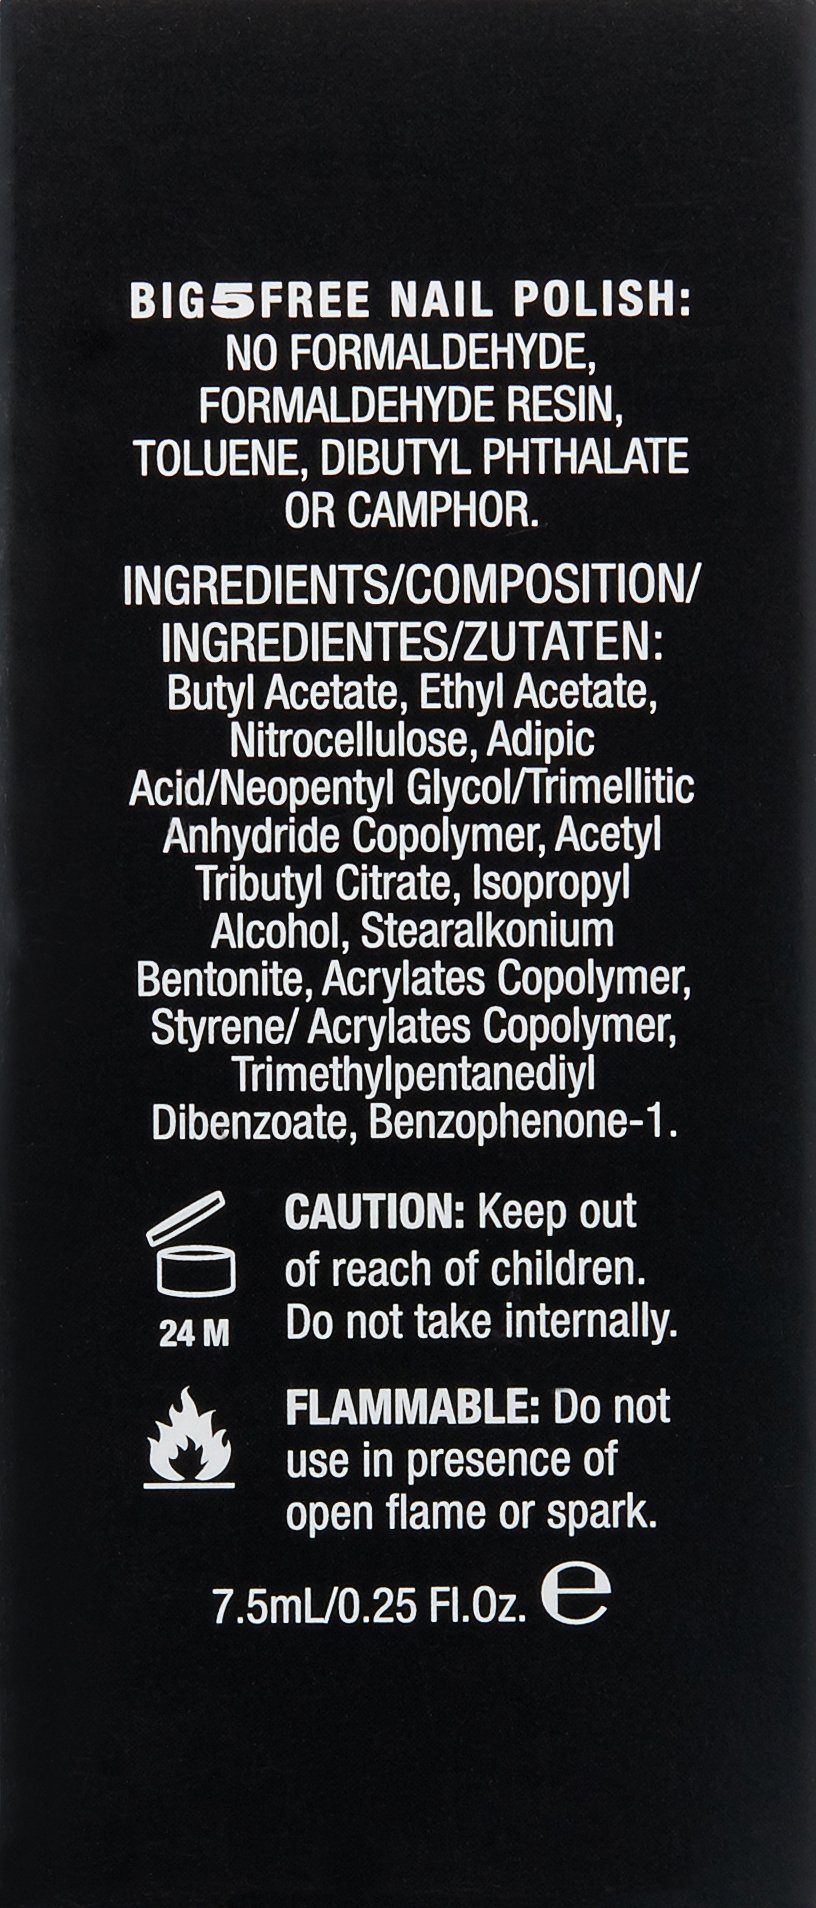 BIG5FREE NAIL POLISH:
NO FORMALDEHYDE,
FORMALDEHYDE RESIN,
TOLUENE, DIBUTYL PHTHALATE
OR CAMPHOR.
INGREDIENTS/COMPOSITION/
INGREDIENTES/ZUTATEN:
Butyl Acetate, Ethyl Acetate,
Nitrocellulose, Adipic
Acid/Neopentyl Glycol/Trimellitic
Anhydride Copolymer, Acetyl
Tributyl Citrate, Isopropyl
Alcohol, Stearalkonium
Bentonite, Acrylates Copolymer,
Styrene/ Acrylates Copolymer,
Trimethylpentanediyl
Dibenzoate, Benzophenone-1.
CAUTION: Keep out
of reach of children.
Do not take internally.
24 M
FLAMMABLE: Do not
use in presence of
open flame or spark.
7.5mL/0.25 Fl.Oz. e